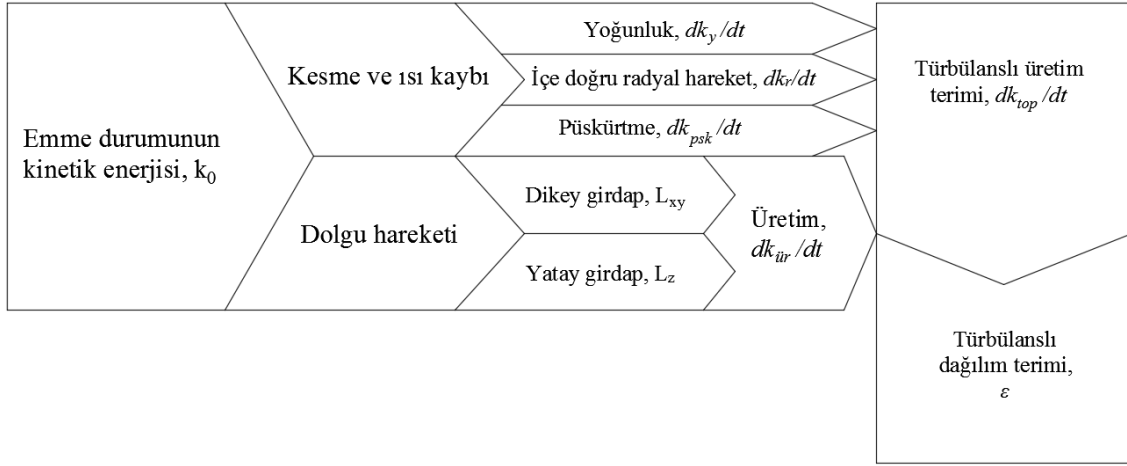 Emme durumunun
kinetik enerjisi, k₀
Kesme ve ısı kaybı
Dolgu hareketi
Yoğunluk, dk_y/dt
İçe doğru radyal hareket, dk_r/dt
Püskürtme, dk_psk/dt
Dikey girdap, L_xy
Yatay girdap, L_z
Üretim,
dk_ür/dt
Türbülanslı üretim
terimi, dk_top/dt
Türbülanslı
dağılım terimi,
ε